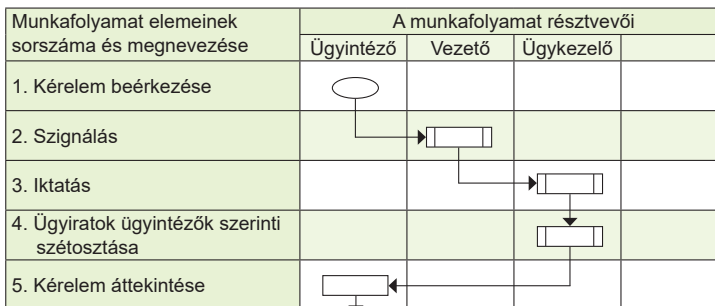 Munkafolyamat elemeinek
sorszáma és megnevezése
A munkafolyamat résztvevői
Ügyintéző
Vezető
Ügykezelő
1. Kérelem beérkezése
2. Szignálás
3. Iktatás
4. Ügyiratok ügyintézők szerinti
szétosztása
5. Kérelem áttekintése